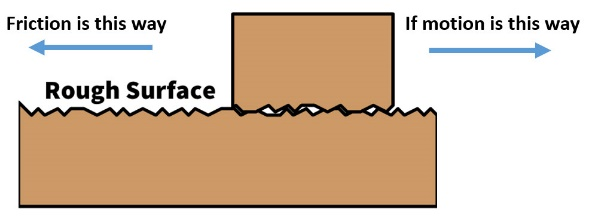 Friction is this way
If motion is this way
Rough Surface